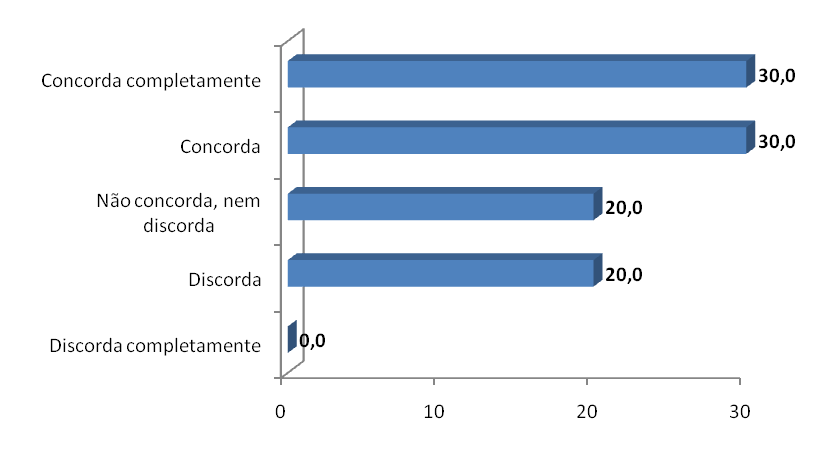 Concorda completamente
30,0
Concorda
30,0
Não concorda, nem
discorda
20,0
Discorda
20,0
Discorda completamente
0,0
0
10
20
30